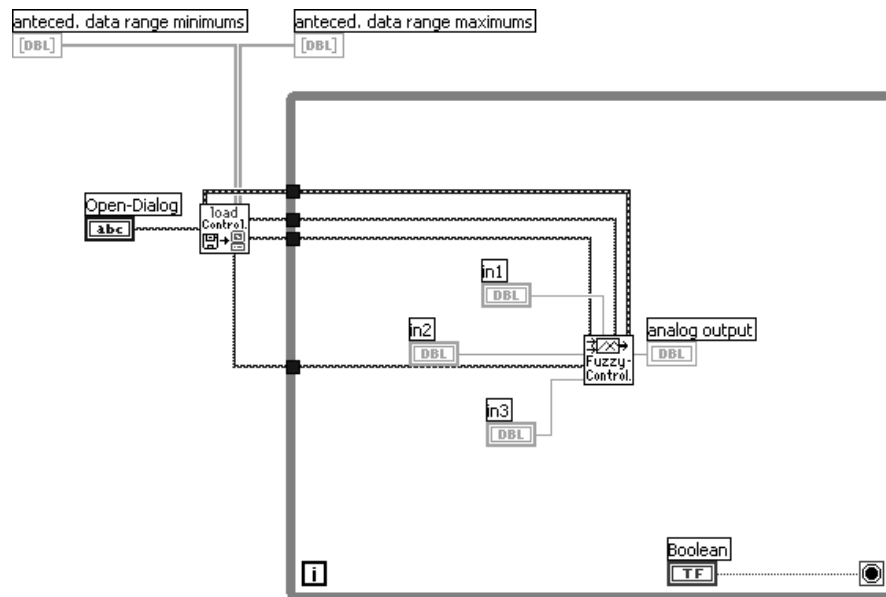 anteced. data range minimums
anteced. data range maximums
[DBL]
[DBL]
Open-Dialog
abc
load
Control.
in1
DBL
in2
DBL
analog output
DBL
Fuzzy-
Control.
in3
DBL
i
Boolean
TF